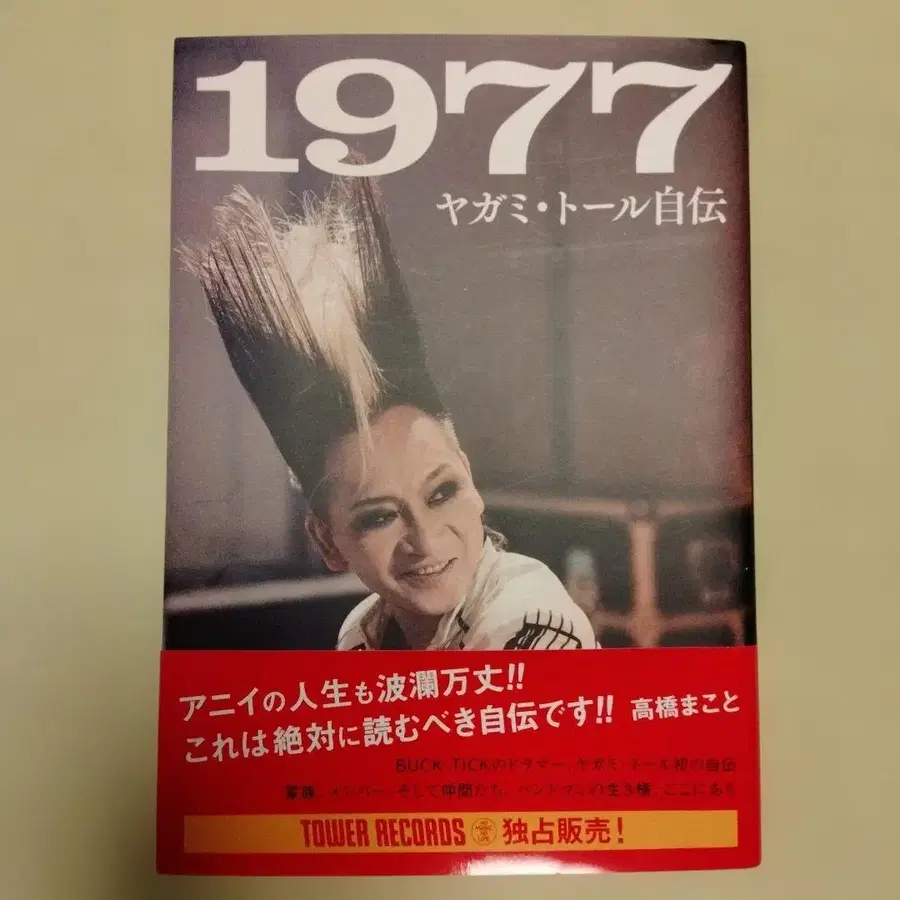 1977
ヤガミ・トール自伝
アニイの人生も波瀾万丈!!
これは絶対に読むべき自伝です!! 高橋まこと
BUCK-TICKのドラマー、ヤガミ・トール初の自伝
家族、メンバー、そして仲間たち。バンドマンの生き様、ここにあり
TOWER RECORDS NO MUSIC NO LIFE 独占販売!